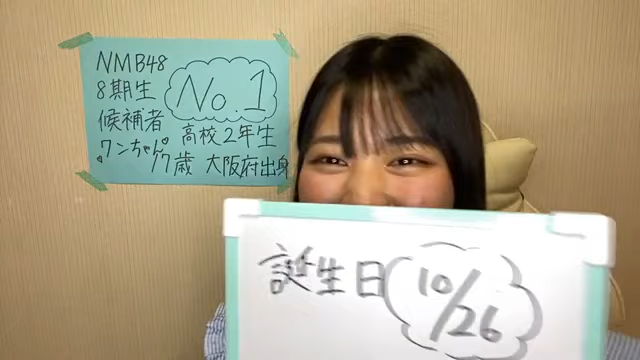 NMB48
8期生
候補者
No.1
高校2年生
ワンちゃん
17歳 大阪府出身
誕生日 10/26